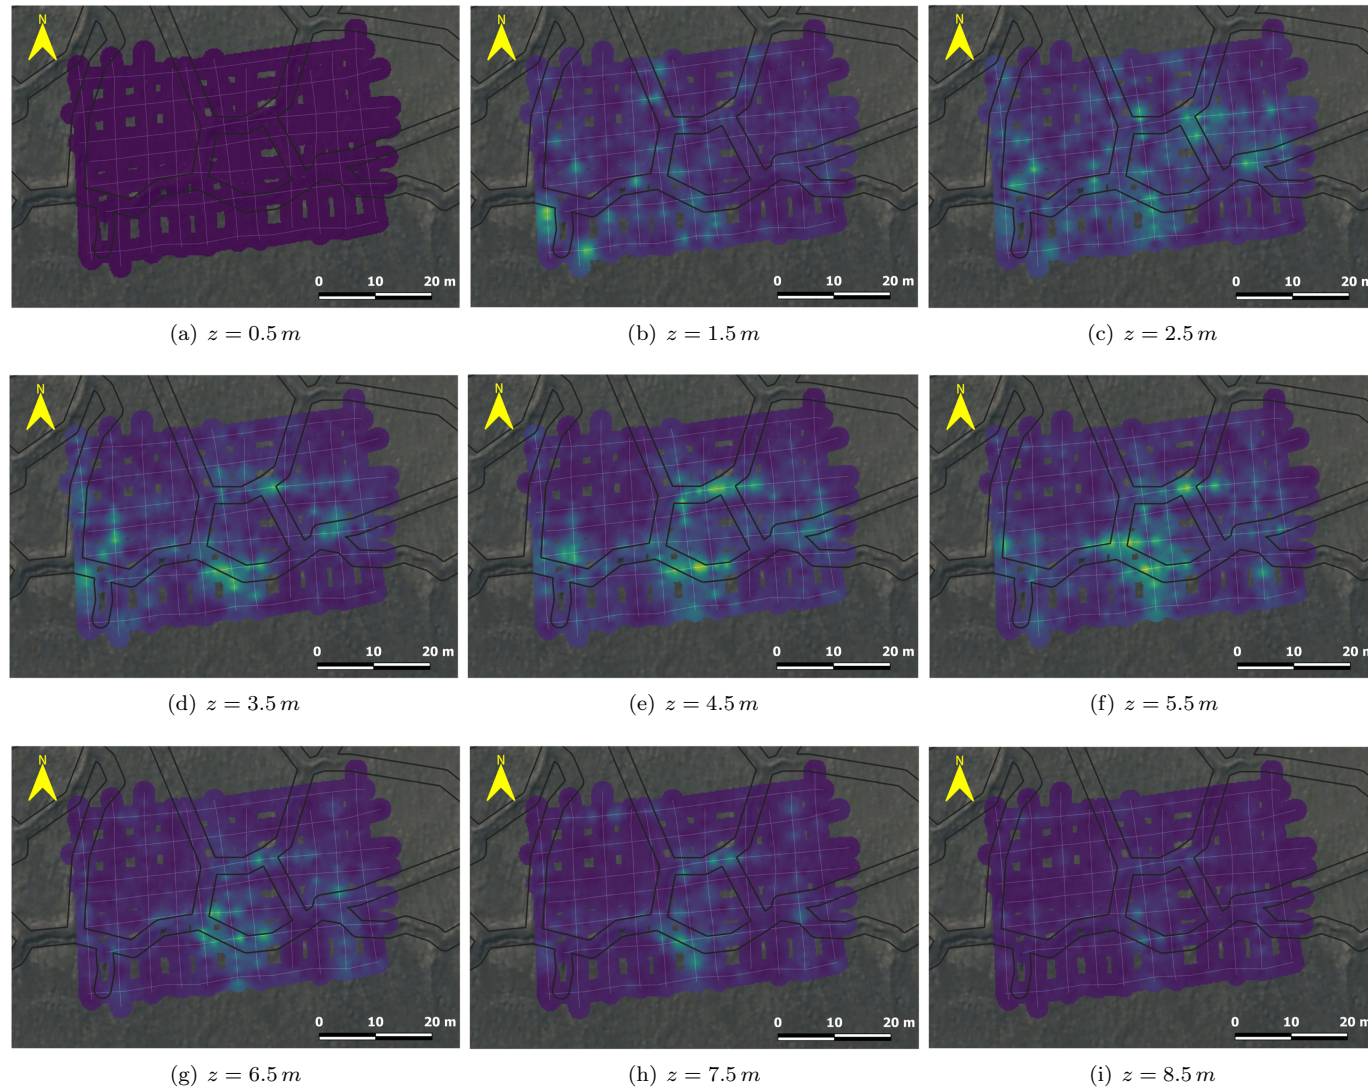 N N N
0 10 20 m 0 10 20 m 0 10 20 m
(a) z = 0.5 m (b) z = 1.5 m (c) z = 2.5 m
N N N
0 10 20 m 0 10 20 m 0 10 20 m
(d) z = 3.5 m (e) z = 4.5 m (f) z = 5.5 m
N N N
0 10 20 m 0 10 20 m 0 10 20 m
(g) z = 6.5 m (h) z = 7.5 m (i) z = 8.5 m